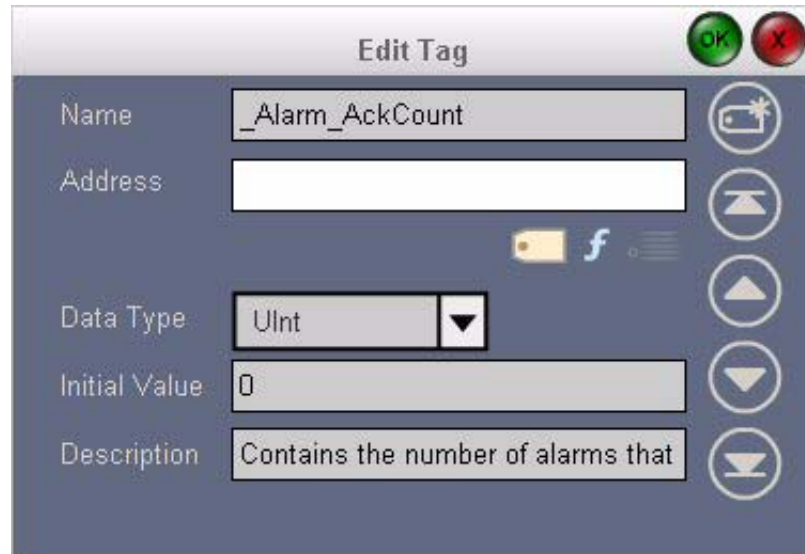 Edit Tag
OK X
Name _Alarm_AckCount
Address
f
Data Type UInt
Initial Value 0
Description Contains the number of alarms that